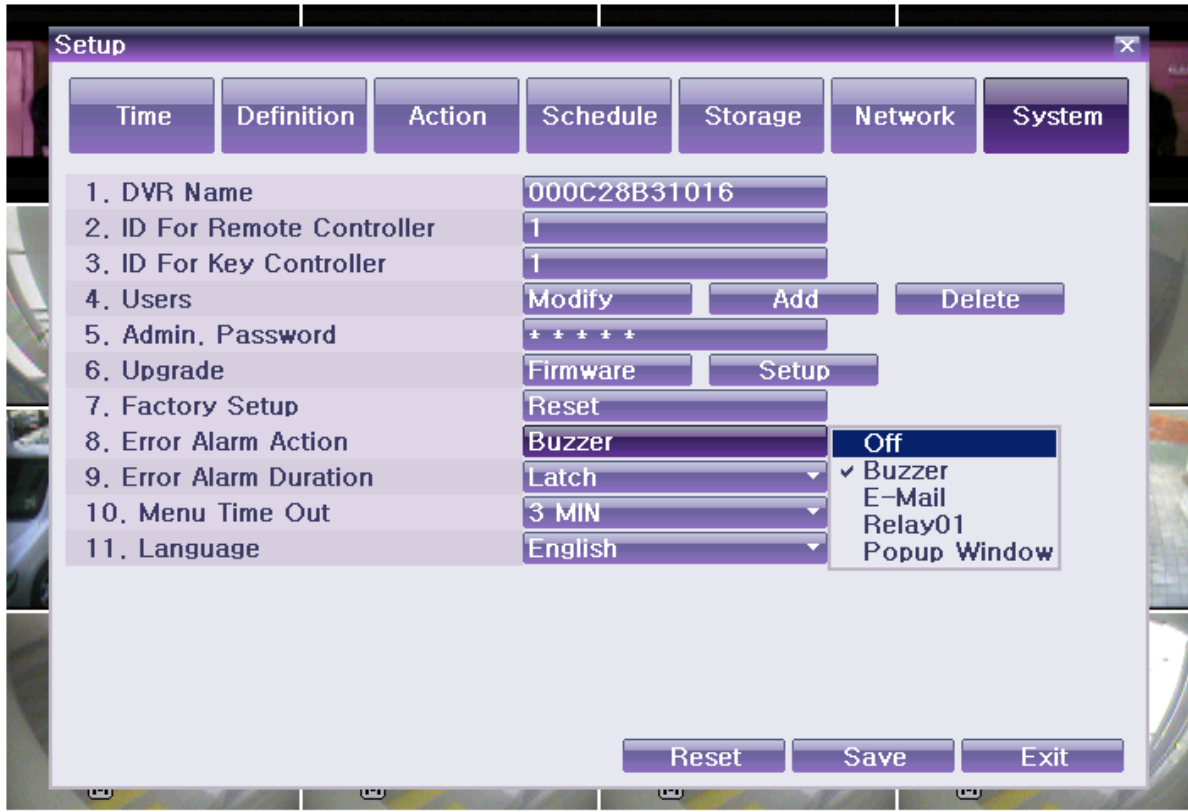 Setup
Time Definition Action Schedule Storage Network System
1. DVR Name 000C28B31016
2. ID For Remote Controller 1
3. ID For Key Controller 1
4. Users Modify Add Delete
5. Admin. Password * * * * *
6. Upgrade Firmware Setup
7. Factory Setup Reset
8. Error Alarm Action Buzzer
Off
9. Error Alarm Duration Latch
✓ Buzzer
E-Mail
10. Menu Time Out 3 MIN
Relay01
11. Language English
Popup Window
Reset Save Exit
M M M M